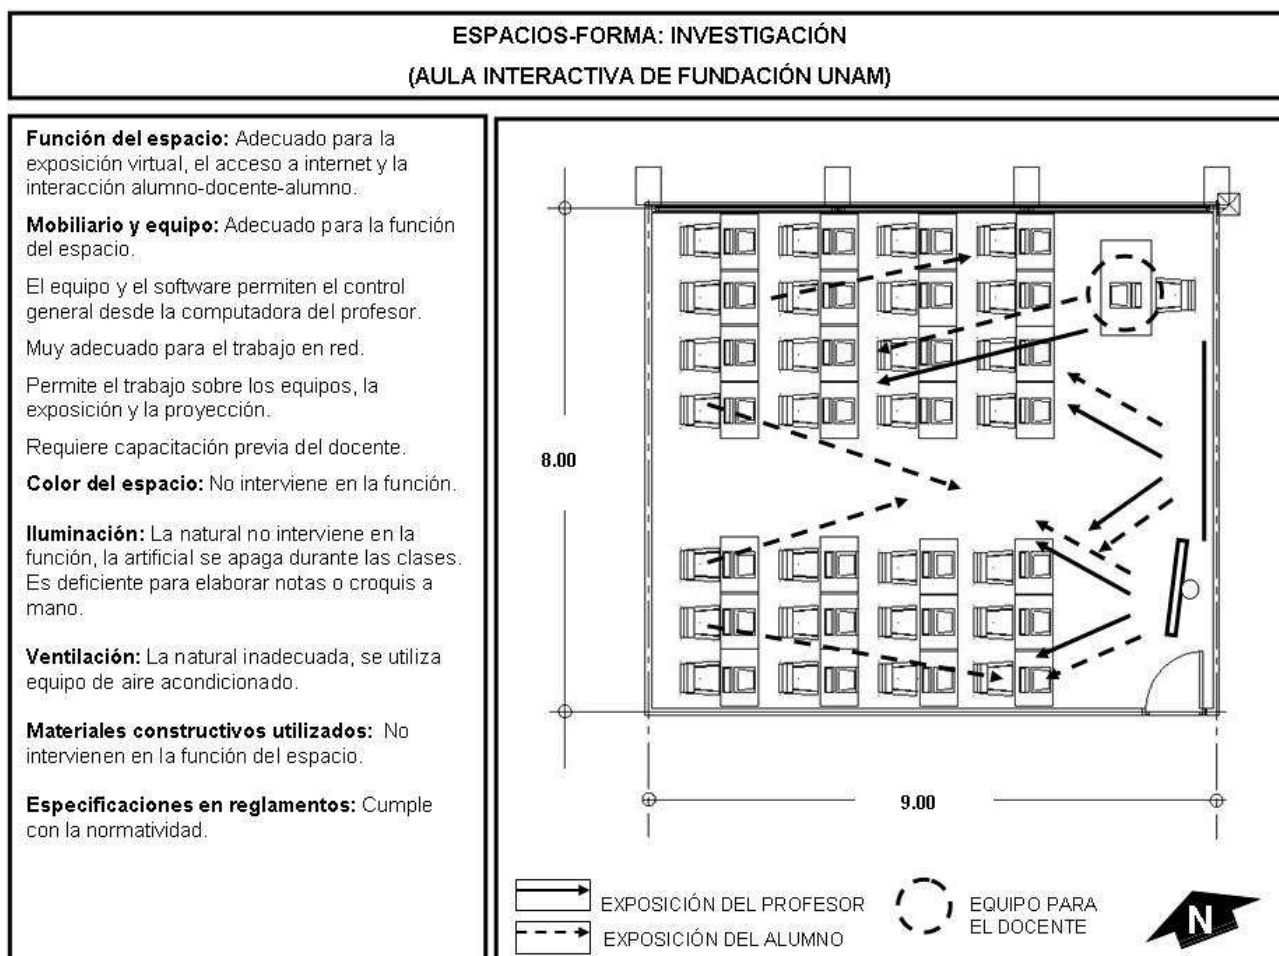 ESPACIOS-FORMA: INVESTIGACIÓN
(AULA INTERACTIVA DE FUNDACIÓN UNAM)
Función del espacio: Adecuado para la
exposición virtual, el acceso a internet y la
interacción alumno-docente-alumno.
Mobiliario y equipo: Adecuado para la función
del espacio.
El equipo y el software permiten el control
general desde la computadora del profesor.
Muy adecuado para el trabajo en red.
Permite el trabajo sobre los equipos, la
exposición y la proyección.
Requiere capacitación previa del docente.
Color del espacio: No interviene en la función.
Iluminación: La natural no interviene en la
función, la artificial se apaga durante las clases.
Es deficiente para elaborar notas o croquis a
mano.
Ventilación: La natural inadecuada, se utiliza
equipo de aire acondicionado.
Materiales constructivos utilizados: No
intervienen en la función del espacio.
Especificaciones en reglamentos: Cumple
con la normatividad.
8.00
9.00
EXPOSICIÓN DEL PROFESOR
EXPOSICIÓN DEL ALUMNO
EQUIPO PARA
EL DOCENTE
N